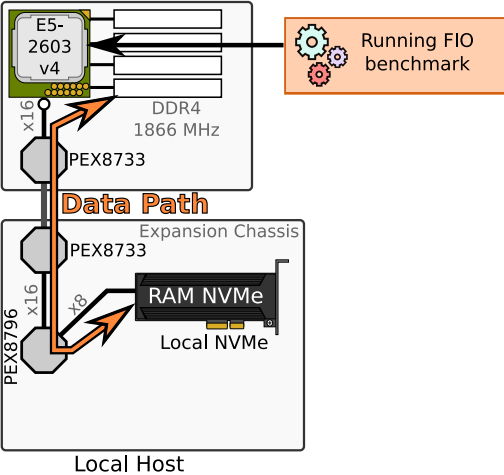 E5-
2603
v4
Running FIO
benchmark
x16
DDR4
1866 MHz
PEX8733
Data Path
Expansion Chassis
PEX8733
x16
x8
RAM NVMe
Local NVMe
PEX8796
Local Host